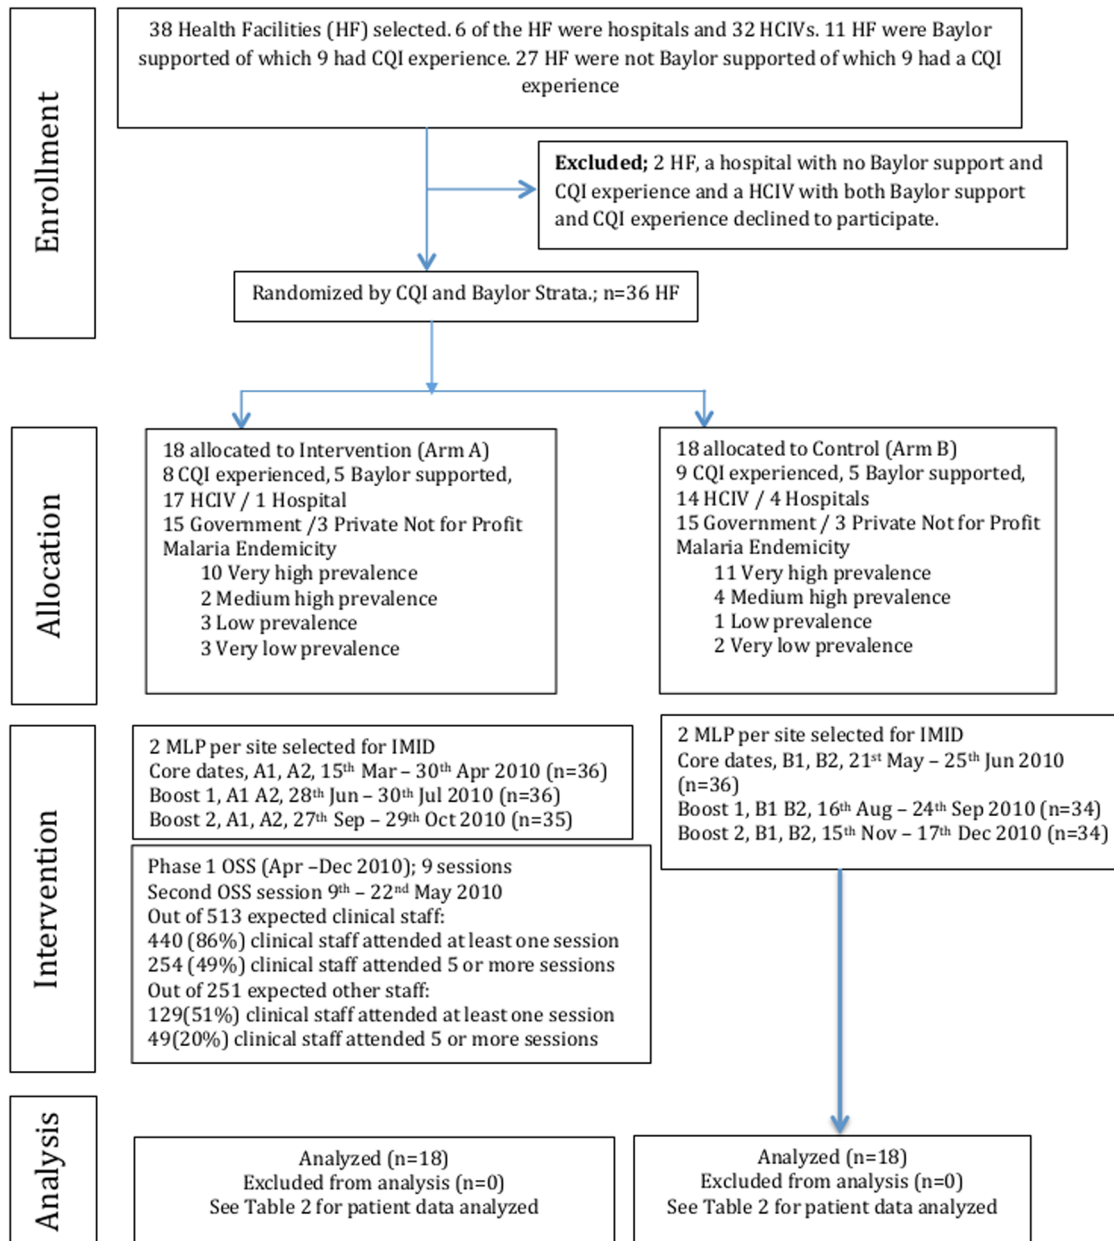 Enrollment
38 Health Facilities (HF) selected. 6 of the HF were hospitals and 32 HCIVs. 11 HF were Baylor
supported of which 9 had CQI experience. 27 HF were not Baylor supported of which 9 had a CQI
experience
Excluded; 2 HF, a hospital with no Baylor support and
CQI experience and a HCIV with both Baylor support
and CQI experience declined to participate.
Randomized by CQI and Baylor Strata.; n=36 HF
Allocation
18 allocated to Intervention (Arm A)
8 CQI experienced, 5 Baylor supported,
17 HCIV / 1 Hospital
15 Government /3 Private Not for Profit
Malaria Endemicity
10 Very high prevalence
2 Medium high prevalence
3 Low prevalence
3 Very low prevalence
18 allocated to Control (Arm B)
9 CQI experienced, 5 Baylor supported,
14 HCIV / 4 Hospitals
15 Government / 3 Private Not for Profit
Malaria Endemicity
11 Very high prevalence
4 Medium high prevalence
1 Low prevalence
2 Very low prevalence
Intervention
2 MLP per site selected for IMID
Core dates, A1, A2, 15th Mar – 30th Apr 2010 (n=36)
Boost 1, A1 A2, 28th Jun – 30th Jul 2010 (n=36)
Boost 2, A1, A2, 27th Sep – 29th Oct 2010 (n=35)
Phase 1 OSS (Apr –Dec 2010); 9 sessions
Second OSS session 9th – 22nd May 2010
Out of 513 expected clinical staff:
440 (86%) clinical staff attended at least one session
254 (49%) clinical staff attended 5 or more sessions
Out of 251 expected other staff:
129(51%) clinical staff attended at least one session
49(20%) clinical staff attended 5 or more sessions
2 MLP per site selected for IMID
Core dates, B1, B2, 21st May – 25th Jun 2010
(n=36)
Boost 1, B1 B2, 16th Aug – 24th Sep 2010 (n=34)
Boost 2, B1, B2, 15th Nov – 17th Dec 2010 (n=34)
Analysis
Analyzed (n=18)
Excluded from analysis (n=0)
See Table 2 for patient data analyzed
Analyzed (n=18)
Excluded from analysis (n=0)
See Table 2 for patient data analyzed